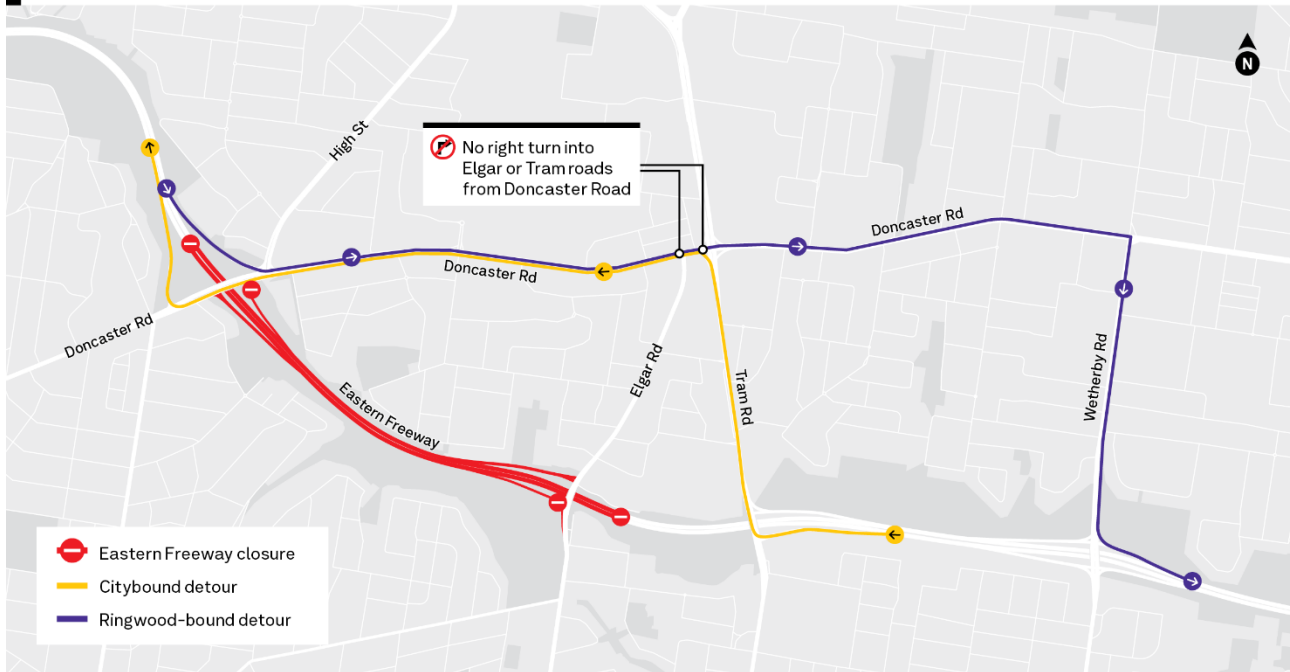 N
High St
No right turn into
Elgar or Tram roads
from Doncaster Road
Doncaster Rd
Doncaster Rd
Doncaster Rd
Elgar Rd
Tram Rd
Wetherby Rd
Eastern Freeway
Eastern Freeway closure
Citybound detour
Ringwood-bound detour